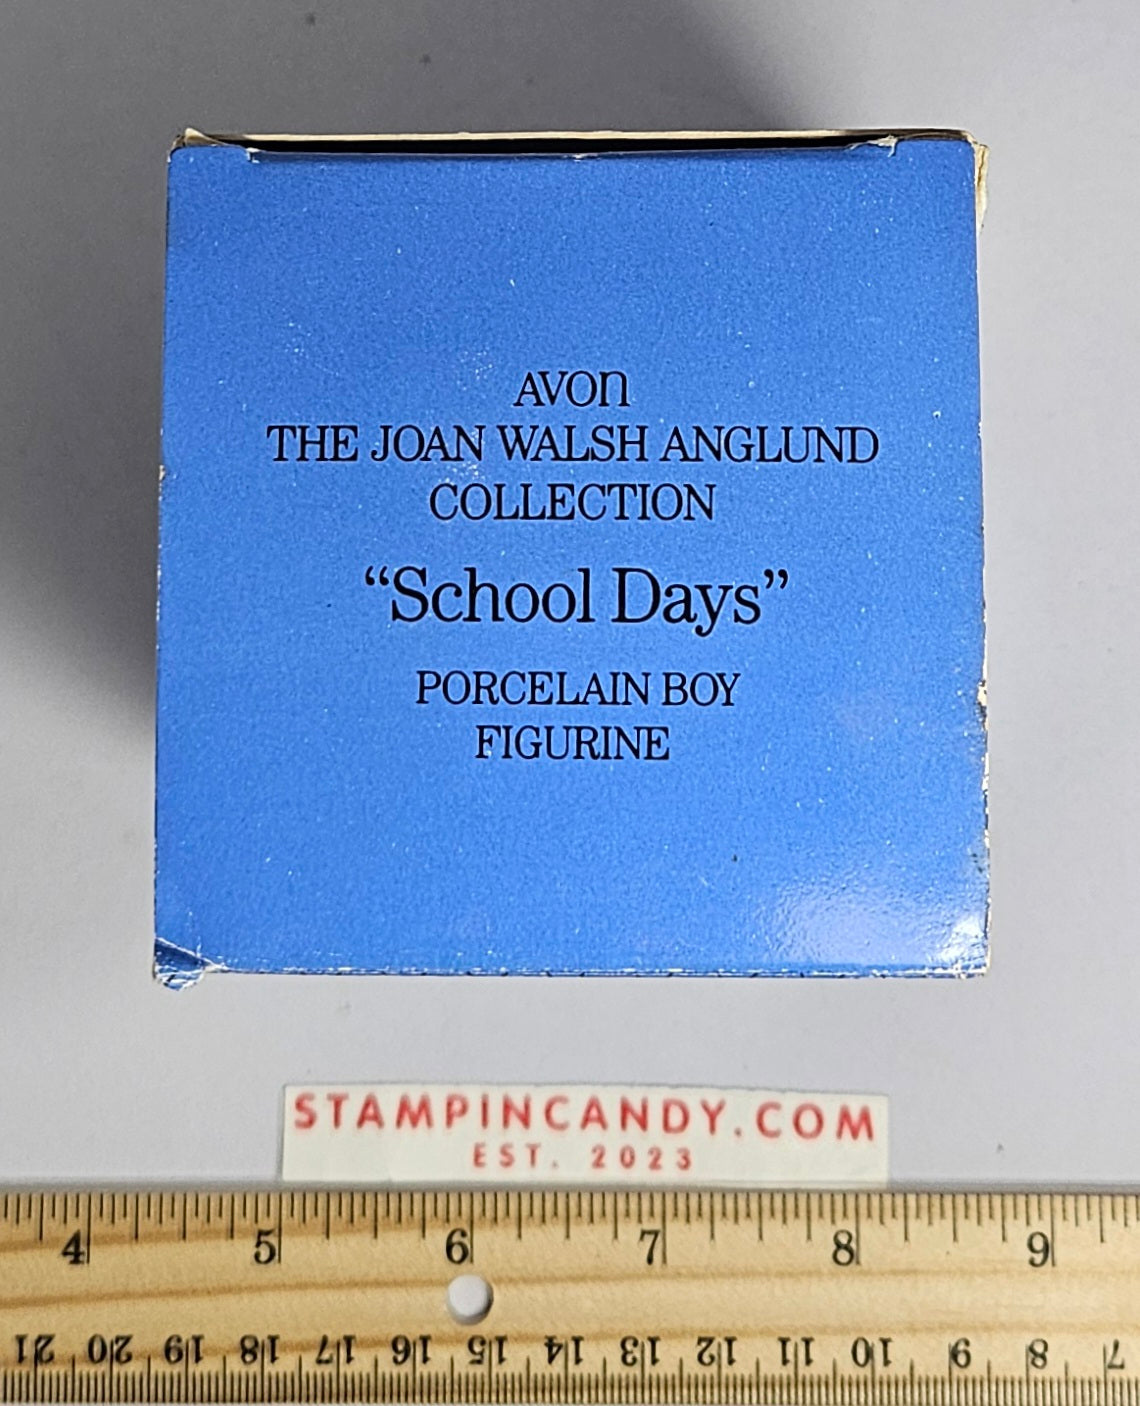 AVON
THE JOAN WALSH ANGLUND
COLLECTION
“School Days”
PORCELAIN BOY
FIGURINE
STAMPINCANDY.COM
EST. 2023
4 5 6 7 8 9
21 20 19 18 17 16 15 14 13 12 11 10 9 8 7